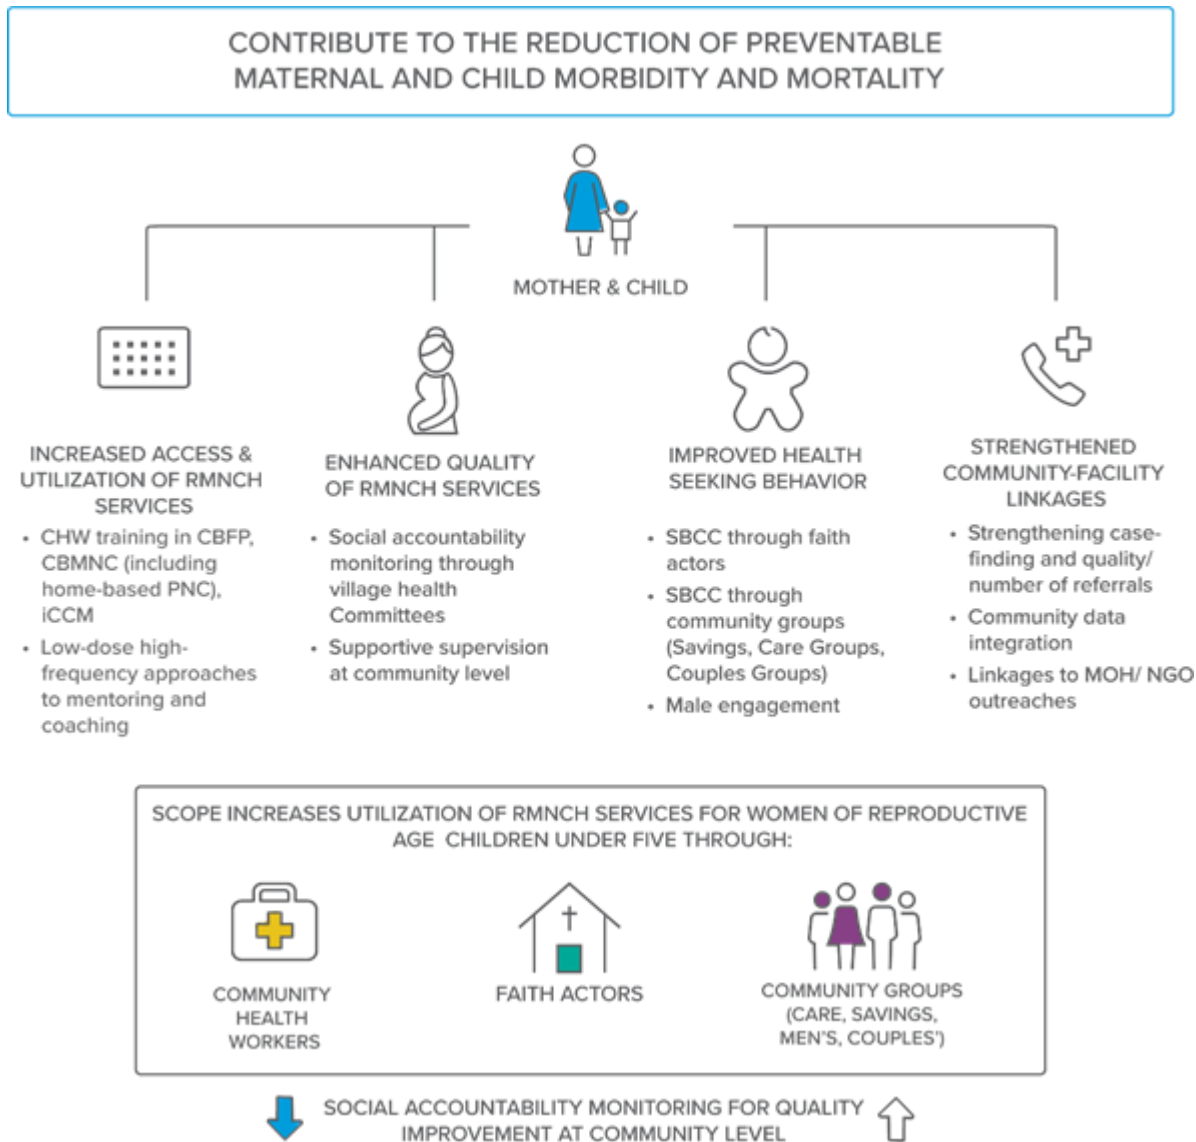 CONTRIBUTE TO THE REDUCTION OF PREVENTABLE
MATERNAL AND CHILD MORBIDITY AND MORTALITY
MOTHER & CHILD
INCREASED ACCESS &
UTILIZATION OF RMNCH
SERVICES
• CHW training in CBFP,
CBMNC (including
home-based PNC),
iCCM
• Low-dose high-
frequency approaches
to mentoring and
coaching
ENHANCED QUALITY
OF RMNCH SERVICES
• Social accountability
monitoring through
village health
Committees
• Supportive supervision
at community level
IMPROVED HEALTH
SEEKING BEHAVIOR
• SBCC through faith
actors
• SBCC through
community groups
(Savings, Care Groups,
Couples Groups)
• Male engagement
STRENGTHENED
COMMUNITY-FACILITY
LINKAGES
• Strengthening case-
finding and quality/
number of referrals
• Community data
integration
• Linkages to MOH/ NGO
outreaches
SCOPE INCREASES UTILIZATION OF RMNCH SERVICES FOR WOMEN OF REPRODUCTIVE
AGE CHILDREN UNDER FIVE THROUGH:
COMMUNITY
HEALTH
WORKERS
FAITH ACTORS
COMMUNITY GROUPS
(CARE, SAVINGS,
MEN'S, COUPLES')
SOCIAL ACCOUNTABILITY MONITORING FOR QUALITY
IMPROVEMENT AT COMMUNITY LEVEL